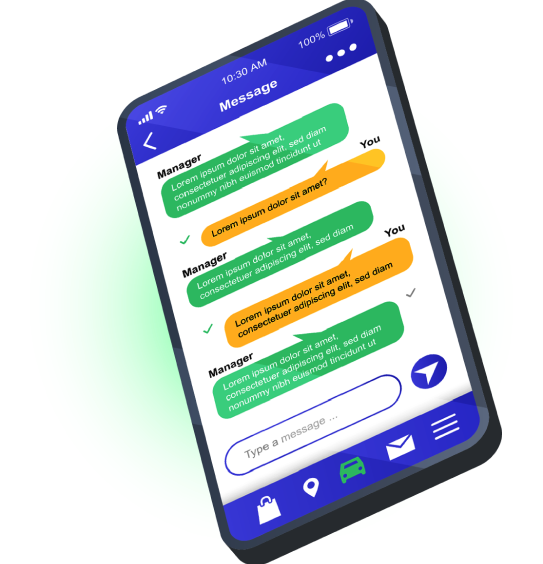 10:30 AM
100%
Message
Manager
Lorem ipsum dolor sit amet,
consectetuer adipiscing elit, sed diam
nonummy nibh euismod tincidunt ut
You
Lorem ipsum dolor sit amet?
Manager
Lorem ipsum dolor sit amet,
consectetuer adipiscing elit, sed diam
You
Lorem ipsum dolor sit amet,
consectetuer adipiscing elit, sed diam
Manager
Lorem ipsum dolor sit amet,
consectetuer adipiscing elit, sed diam
nonummy nibh euismod tincidunt ut
Type a message ...